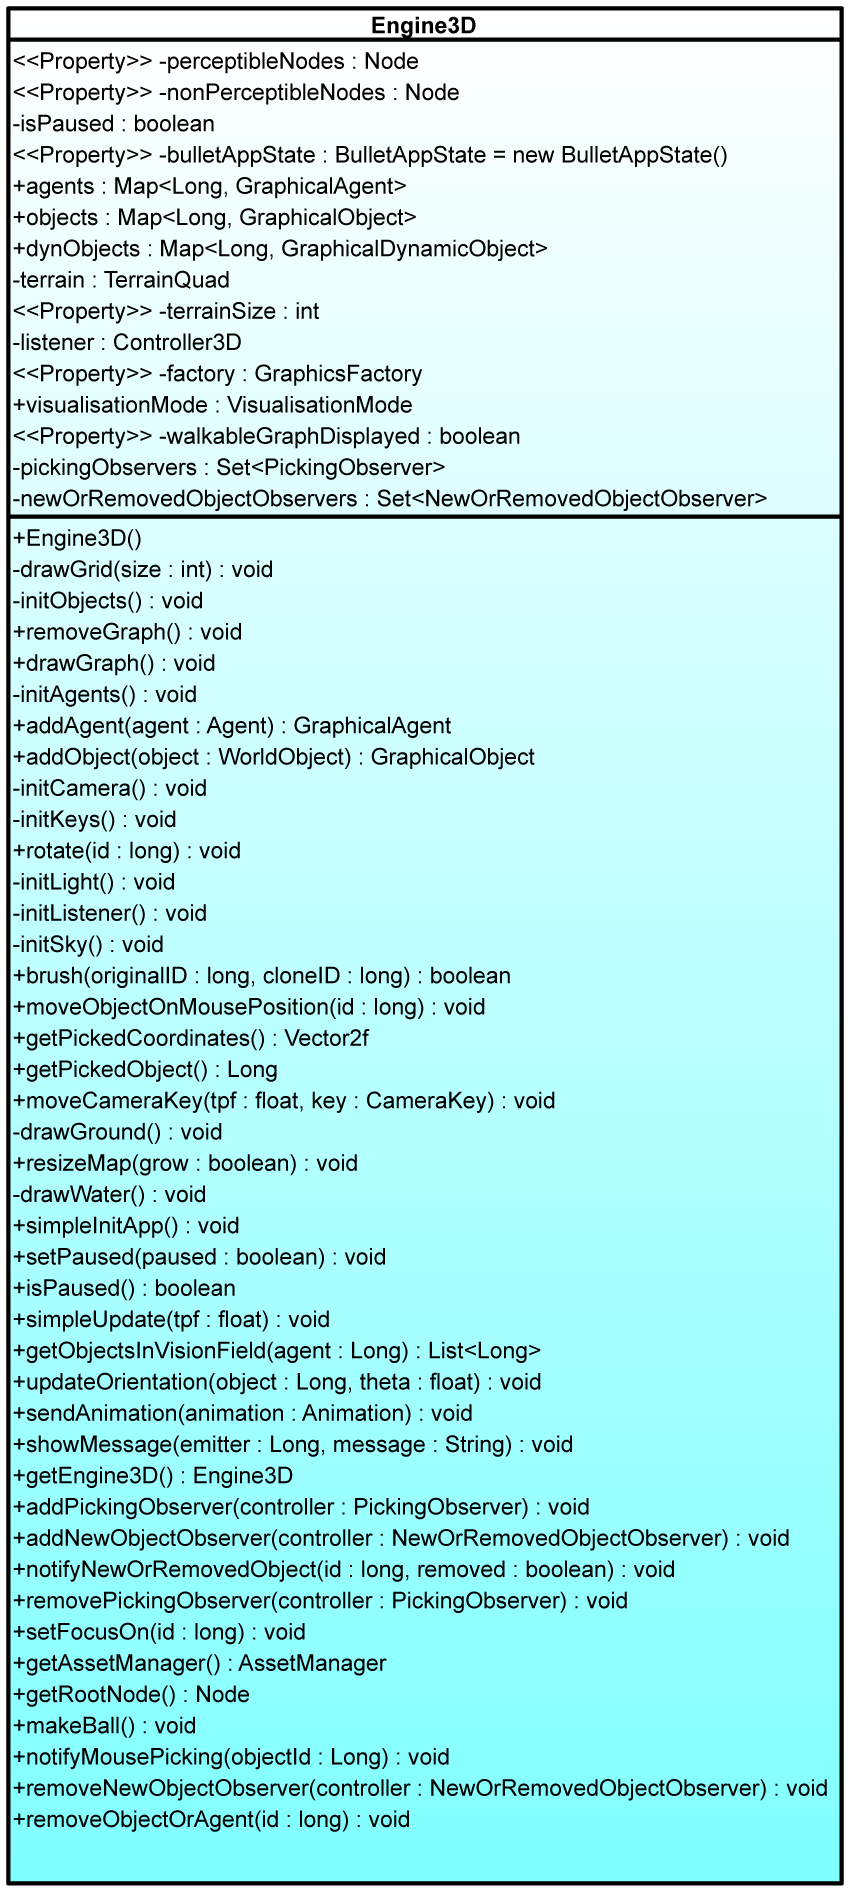 Engine3D
<<Property>> -perceptibleNodes : Node
<<Property>> -nonPerceptibleNodes : Node
-isPaused : boolean
<<Property>> -bulletAppState : BulletAppState = new BulletAppState()
+agents : Map<Long, GraphicalAgent>
+objects : Map<Long, GraphicalObject>
+dynObjects : Map<Long, GraphicalDynamicObject>
-terrain : TerrainQuad
<<Property>> -terrainSize : int
-listener : Controller3D
<<Property>> -factory : GraphicsFactory
+visualisationMode : VisualisationMode
<<Property>> -walkableGraphDisplayed : boolean
-pickingObservers : Set<PickingObserver>
-newOrRemovedObjectObservers : Set<NewOrRemovedObjectObserver>
+Engine3D()
-drawGrid(size : int) : void
-initObjects() : void
+removeGraph() : void
+drawGraph() : void
-initAgents() : void
+addAgent(agent : Agent) : GraphicalAgent
+addObject(object : WorldObject) : GraphicalObject
-initCamera() : void
-initKeys() : void
+rotate(id : long) : void
-initLight() : void
-initListener() : void
-initSky() : void
+brush(originalID : long, cloneID : long) : boolean
+moveObjectOnMousePosition(id : long) : void
+getPickedCoordinates() : Vector2f
+getPickedObject() : Long
+moveCameraKey(tpf : float, key : CameraKey) : void
-drawGround() : void
+resizeMap(grow : boolean) : void
-drawWater() : void
+simpleInitApp() : void
+setPaused(paused : boolean) : void
+isPaused() : boolean
+simpleUpdate(tpf : float) : void
+getObjectsInVisionField(agent : Long) : List<Long>
+updateOrientation(object : Long, theta : float) : void
+sendAnimation(animation : Animation) : void
+showMessage(emitter : Long, message : String) : void
+getEngine3D() : Engine3D
+addPickingObserver(controller : PickingObserver) : void
+addNewObjectObserver(controller : NewOrRemovedObjectObserver) : void
+notifyNewOrRemovedObject(id : long, removed : boolean) : void
+removePickingObserver(controller : PickingObserver) : void
+setFocusOn(id : long) : void
+getAssetManager() : AssetManager
+getRootNode() : Node
+makeBall() : void
+notifyMousePicking(objectId : Long) : void
+removeNewObjectObserver(controller : NewOrRemovedObjectObserver) : void
+removeObjectOrAgent(id : long) : void